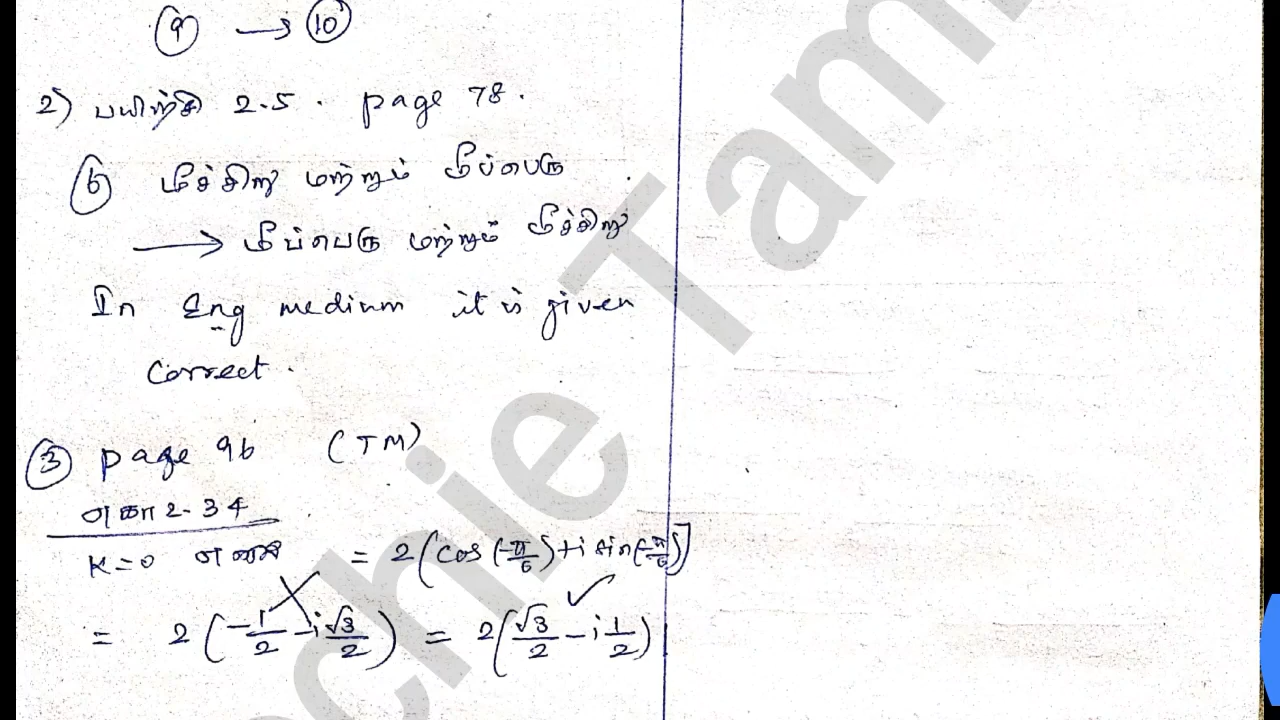 9 → 10
2) பயிற்சி 2.5 . page 78 .
6 மீச்சிறு மற்றும் மீப்பெரு .
→ மீப்பெரு மற்றும் மீச்சிறு
In Eng medium it is given
correct .
3 page 96 (TM)
எகா 2.34
K=0 எனில் = 2(cos(-π/6)+i sin(-π/6)]
= 2(-1/2 - i√3/2) = 2(√3/2 - i 1/2)